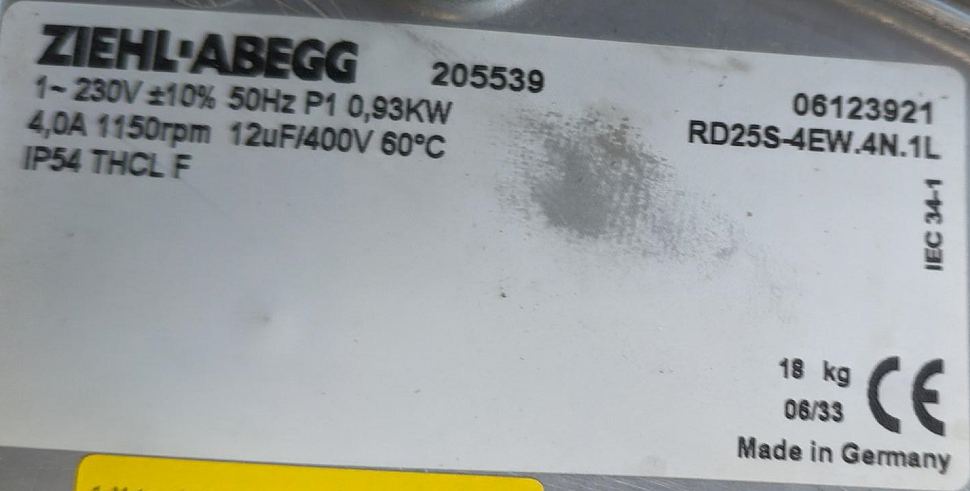 ZIEHL-ABEGG
205539
06123921
1~ 230V ±10% 50Hz P1 0,93KW
RD25S-4EW.4N.1L
4,0A 1150rpm 12uF/400V 60°C
IP54 THCL F
IEC 34-1
18 kg
06/33
CE
Made in Germany